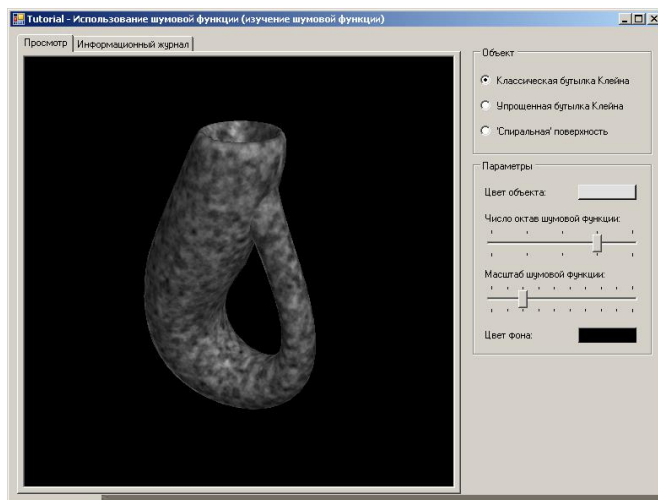 Tutorial - Использование шумовой функции (изучение шумовой функции)
Просмотр
Информационный журнал
Объект
Классическая бутылка Клейна
Упрощенная бутылка Клейна
'Спиральная' поверхность
Параметры
Цвет объекта:
Число октав шумовой функции:
Масштаб шумовой функции:
Цвет фона: